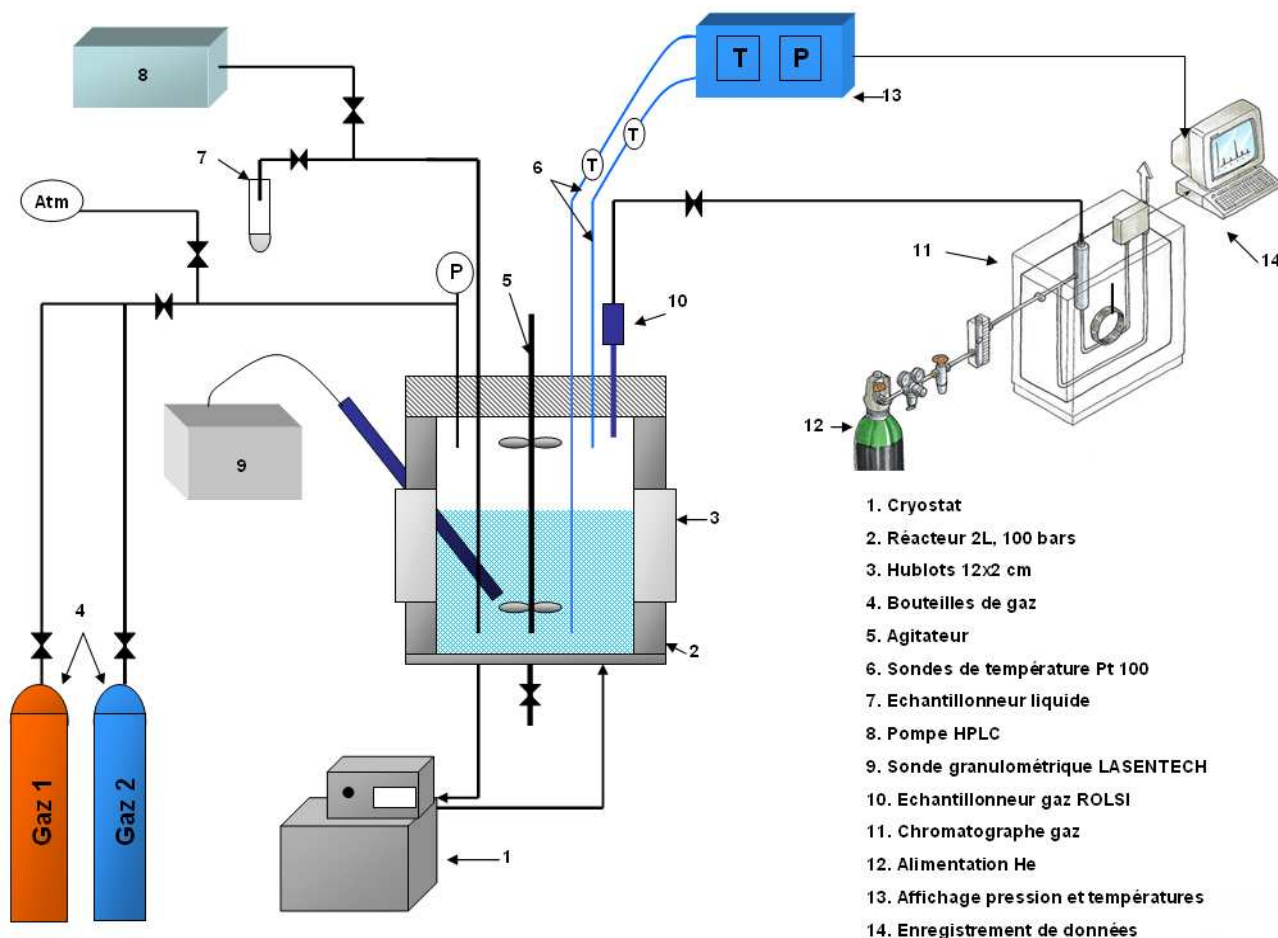 8
T
P
13
7
T
T
6
Atm
11
14
P
5
10
12
9
3
4
2
Gaz 1
Gaz 2
1
1. Cryostat
2. Réacteur 2L, 100 bars
3. Hublots 12x2 cm
4. Bouteilles de gaz
5. Agitateur
6. Sondes de température Pt 100
7. Echantillonneur liquide
8. Pompe HPLC
9. Sonde granulométrique LASENTECH
10. Echantillonneur gaz ROLSI
11. Chromatographe gaz
12. Alimentation He
13. Affichage pression et températures
14. Enregistrement de données